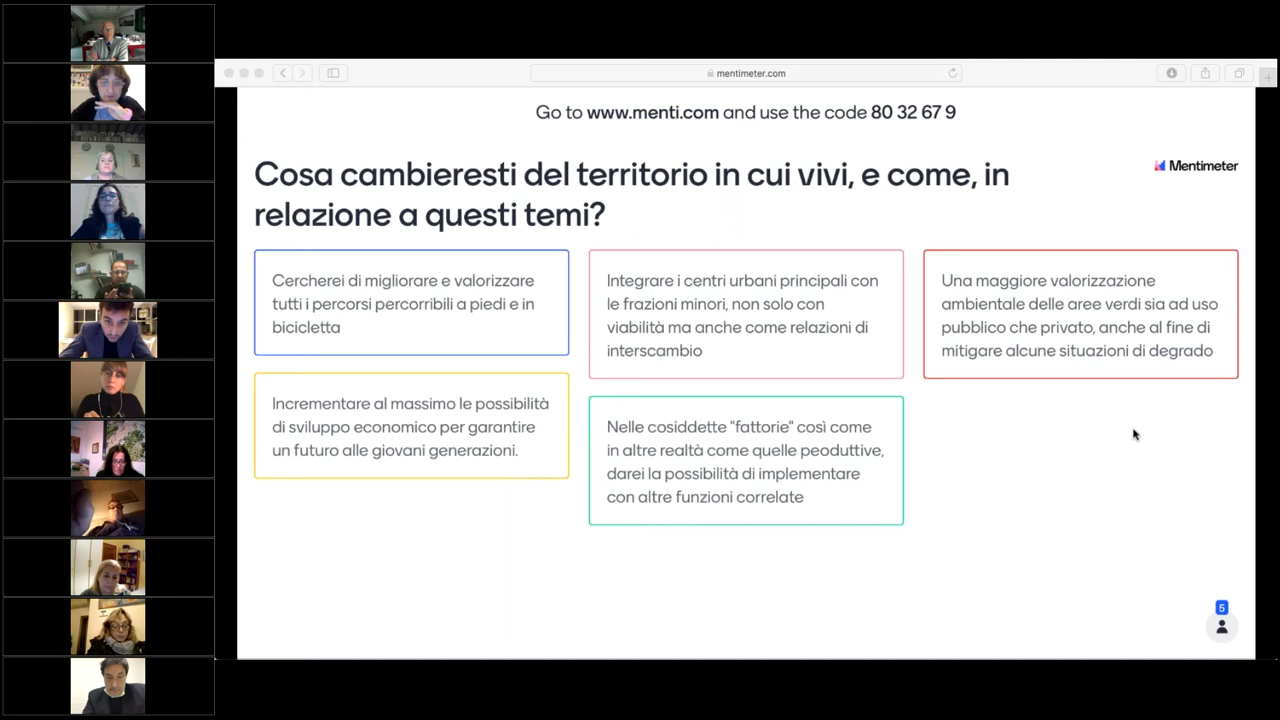 mentimeter.com
Go to www.menti.com and use the code 80 32 67 9
Mentimeter
Cosa cambieresti del territorio in cui vivi, e come, in
relazione a questi temi?
Cercherei di migliorare e valorizzare
tutti i percorsi percorribili a piedi e in
bicicletta
Integrare i centri urbani principali con
le frazioni minori, non solo con
viabilità ma anche come relazioni di
interscambio
Una maggiore valorizzazione
ambientale delle aree verdi sia ad uso
pubblico che privato, anche al fine di
mitigare alcune situazioni di degrado
Incrementare al massimo le possibilità
di sviluppo economico per garantire
un futuro alle giovani generazioni.
Nelle cosiddette "fattorie" così come
in altre realtà come quelle peoduttive,
darei la possibilità di implementare
con altre funzioni correlate
5